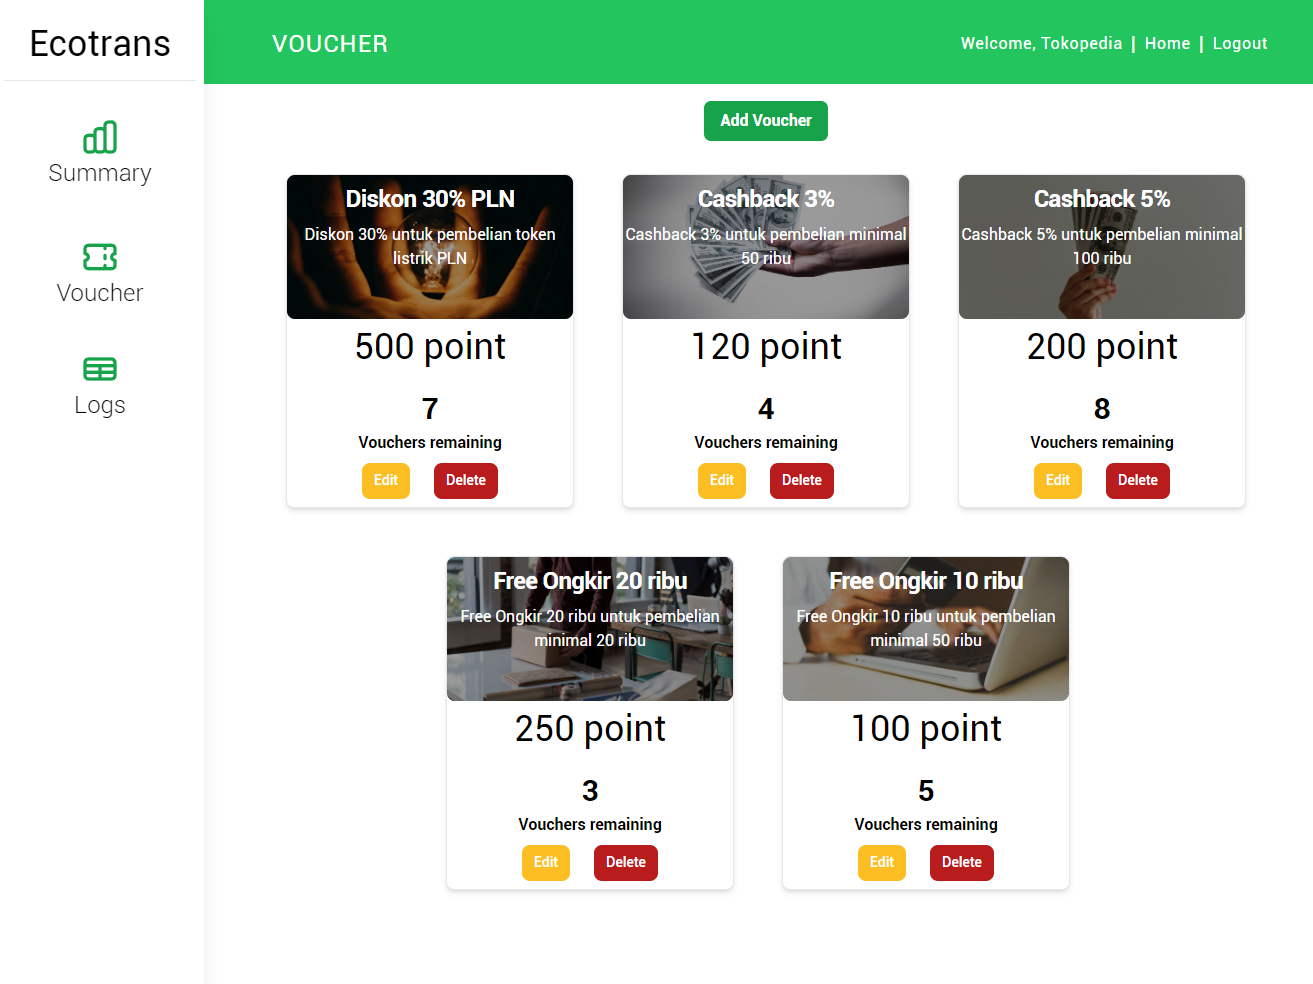 Ecotrans
VOUCHER
Welcome, Tokopedia | Home | Logout
Summary
Voucher
Logs
Add Voucher
Diskon 30% PLN
Diskon 30% untuk pembelian token
listrik PLN
500 point
7
Vouchers remaining
Edit Delete
Cashback 3%
Cashback 3% untuk pembelian minimal
50 ribu
120 point
4
Vouchers remaining
Edit Delete
Cashback 5%
Cashback 5% untuk pembelian minimal
100 ribu
200 point
8
Vouchers remaining
Edit Delete
Free Ongkir 20 ribu
Free Ongkir 20 ribu untuk pembelian
minimal 20 ribu
250 point
3
Vouchers remaining
Edit Delete
Free Ongkir 10 ribu
Free Ongkir 10 ribu untuk pembelian
minimal 50 ribu
100 point
5
Vouchers remaining
Edit Delete